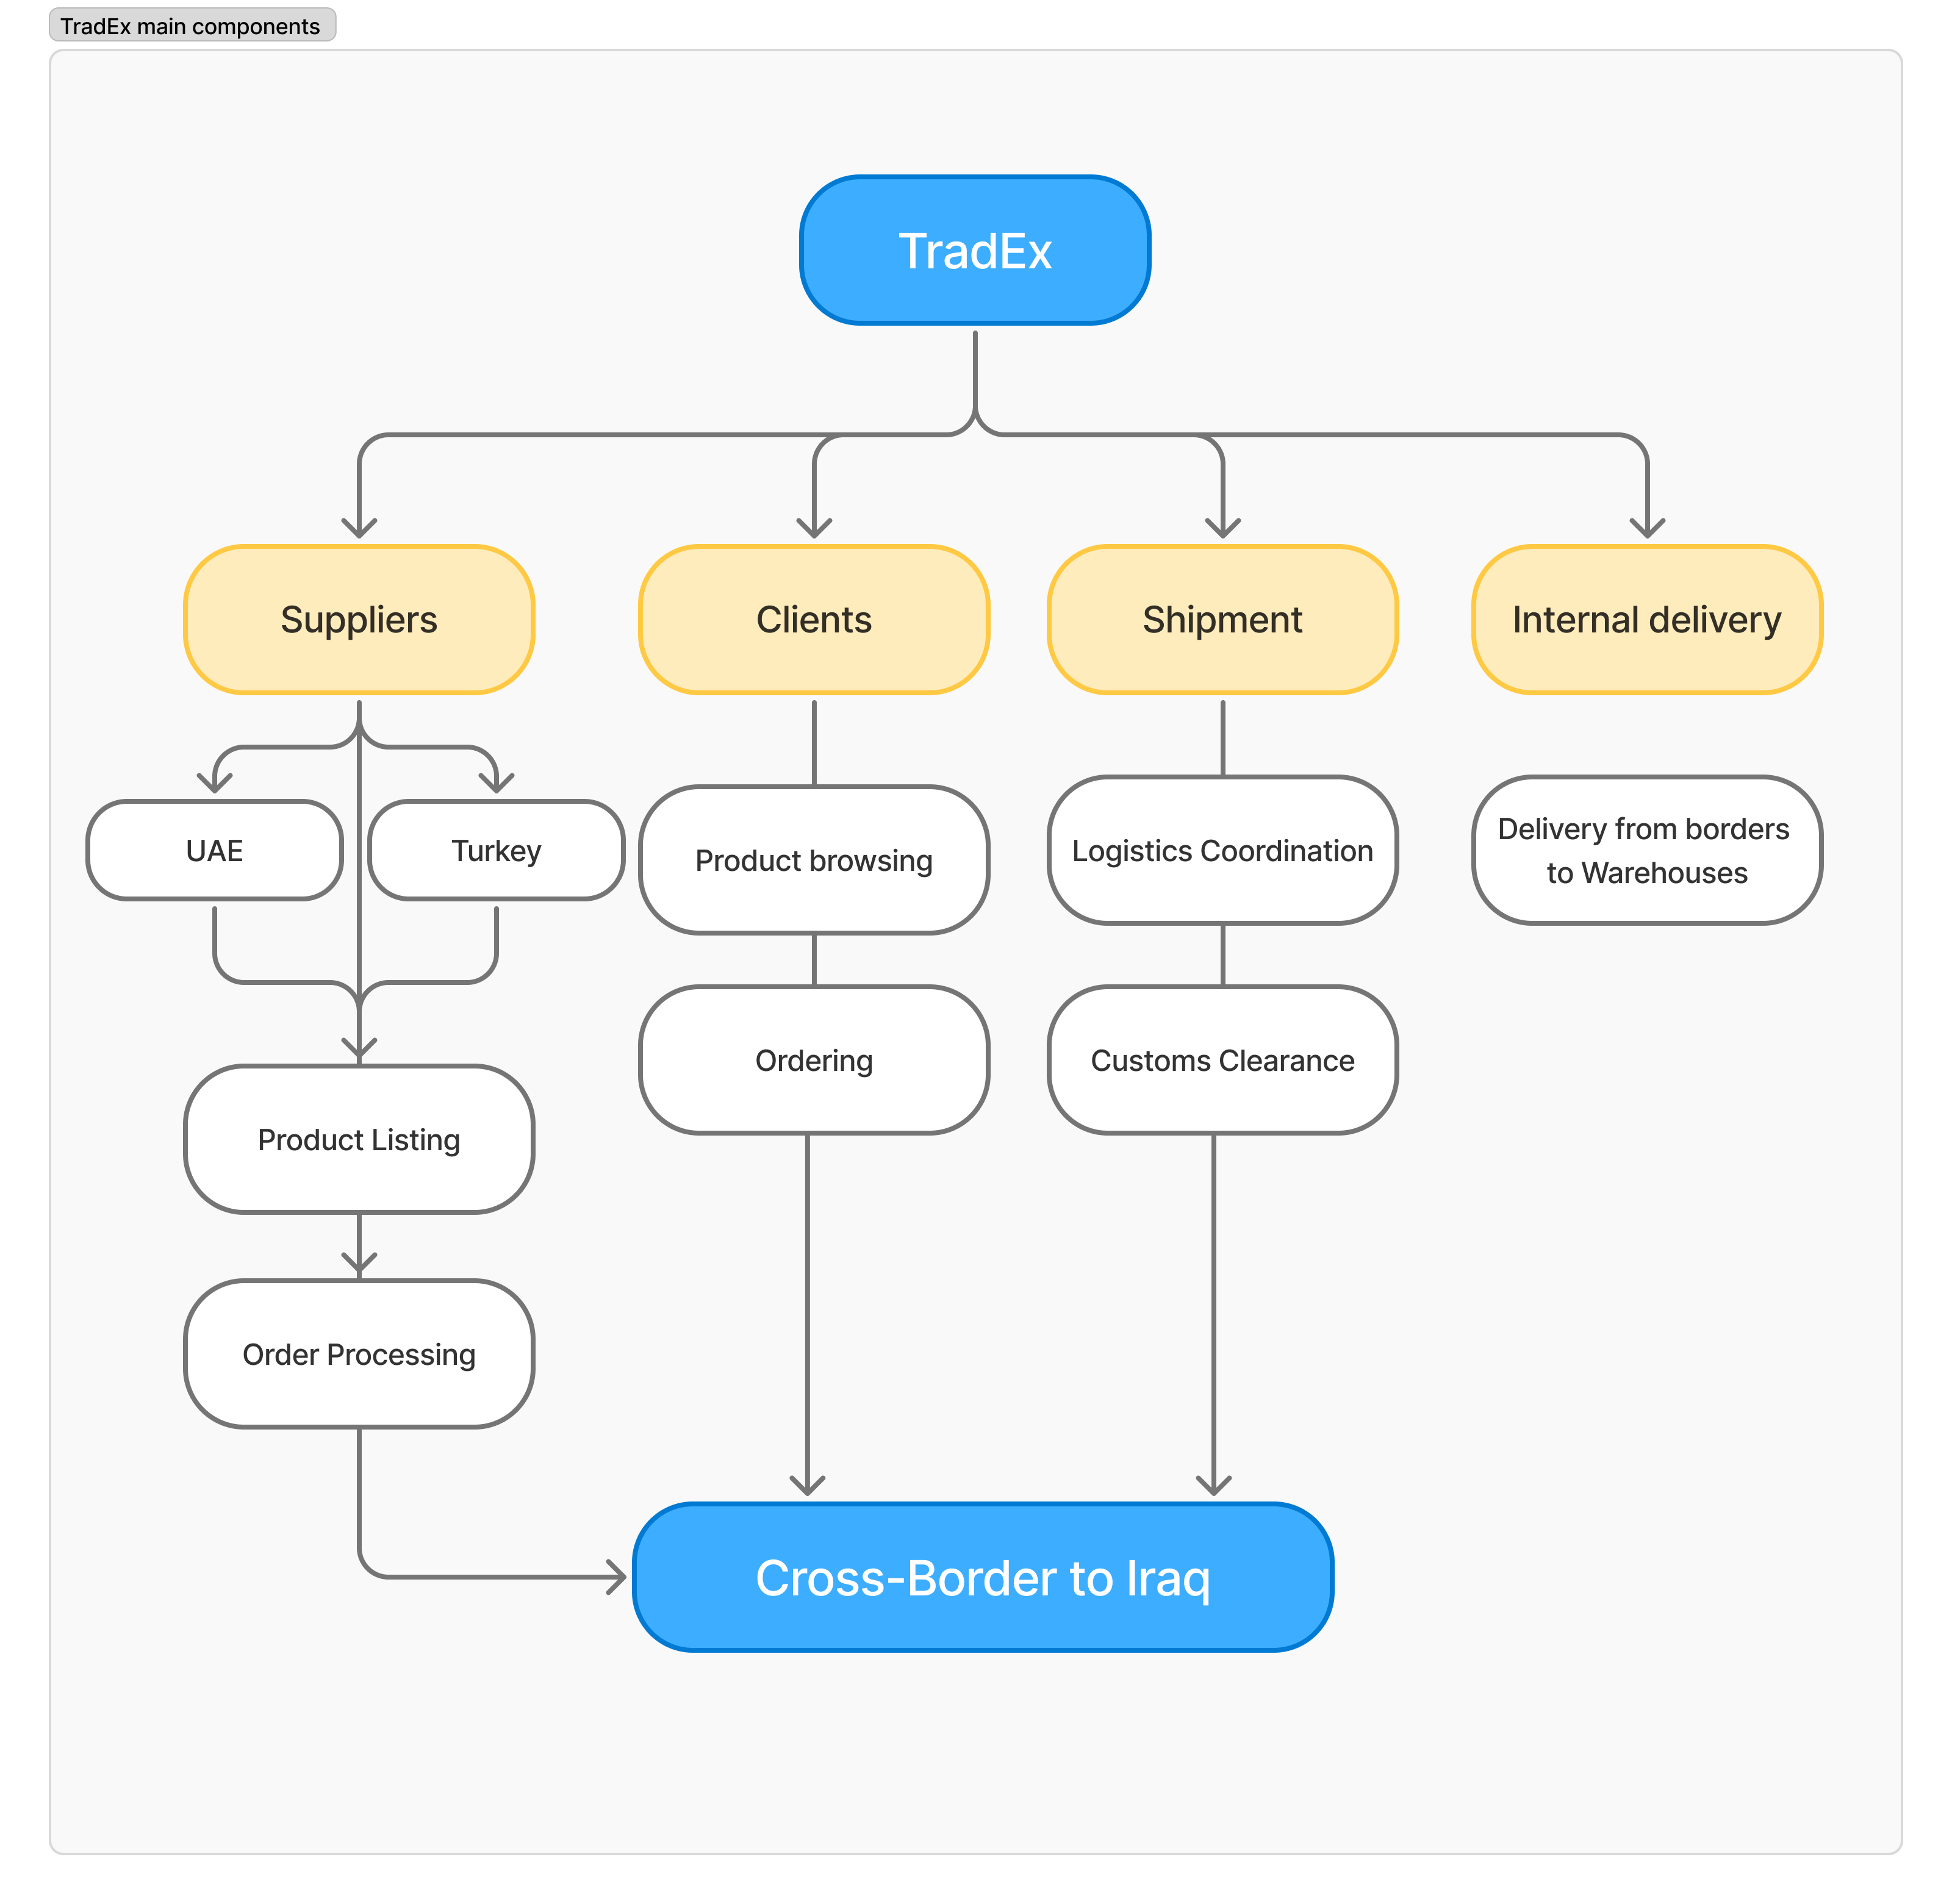 TradEx main components
TradEx
Suppliers
Clients
Shipment
Internal delivery
UAE
Turkey
Product browsing
Logistics Coordination
Delivery from borders
to Warehouses
Ordering
Customs Clearance
Product Listing
Order Processing
Cross-Border to Iraq